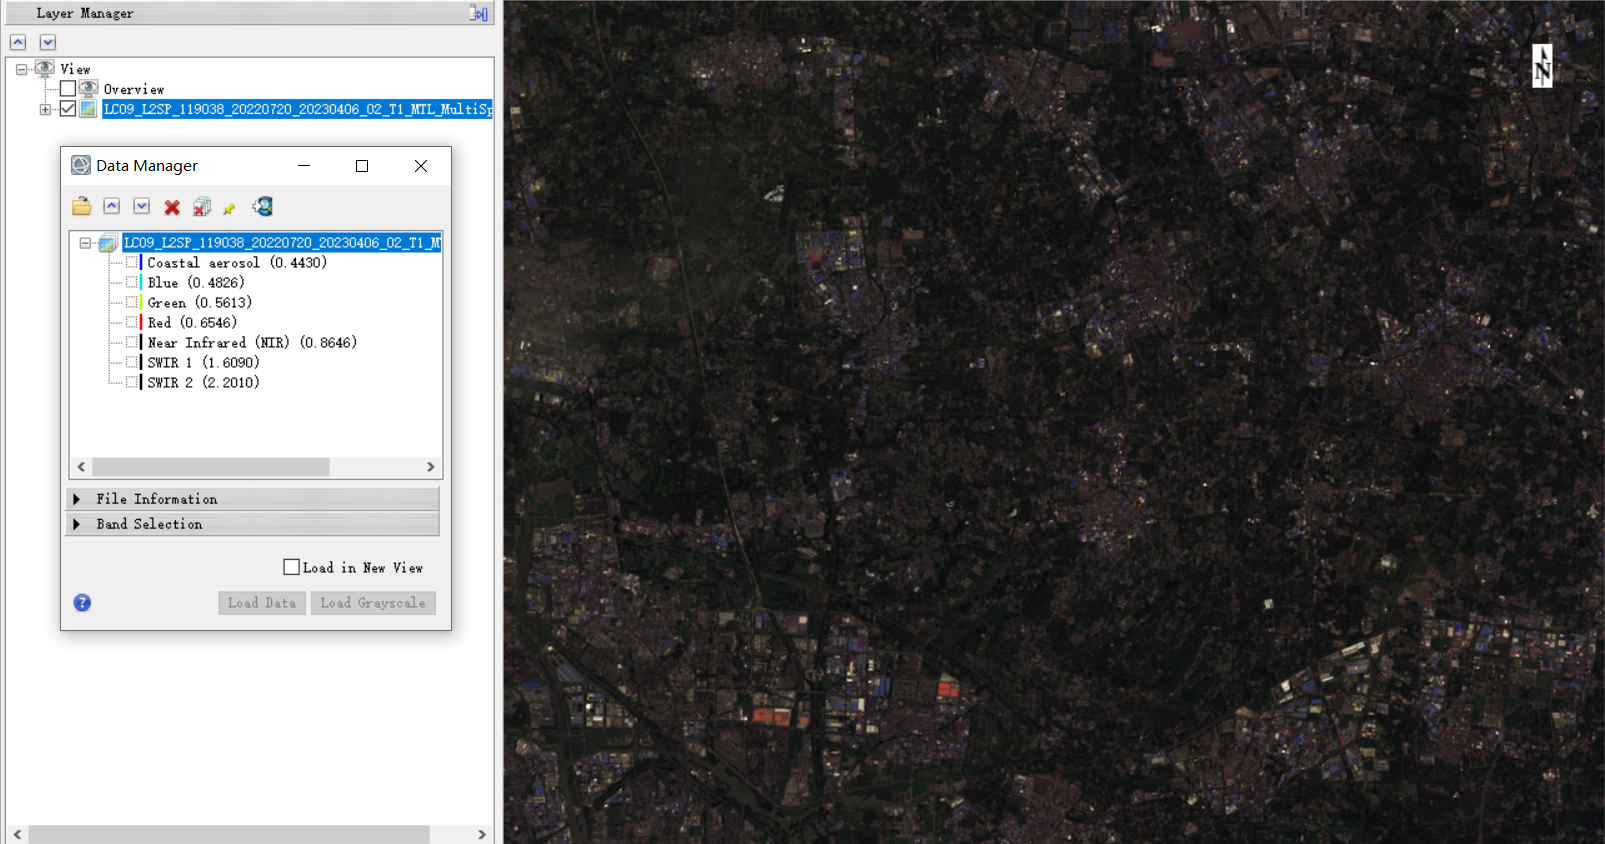 Layer Manager
View
Overview
LC09_L2SP_119038_20220720_20230406_02_T1_MTL_MultiSp
Data Manager
LC09_L2SP_119038_20220720_20230406_02_T1_M
Coastal aerosol (0.4430)
Blue (0.4826)
Green (0.5613)
Red (0.6546)
Near Infrared (NIR) (0.8646)
SWIR 1 (1.6090)
SWIR 2 (2.2010)
File Information
Band Selection
Load in New View
?
Load Data
Load Grayscale
N